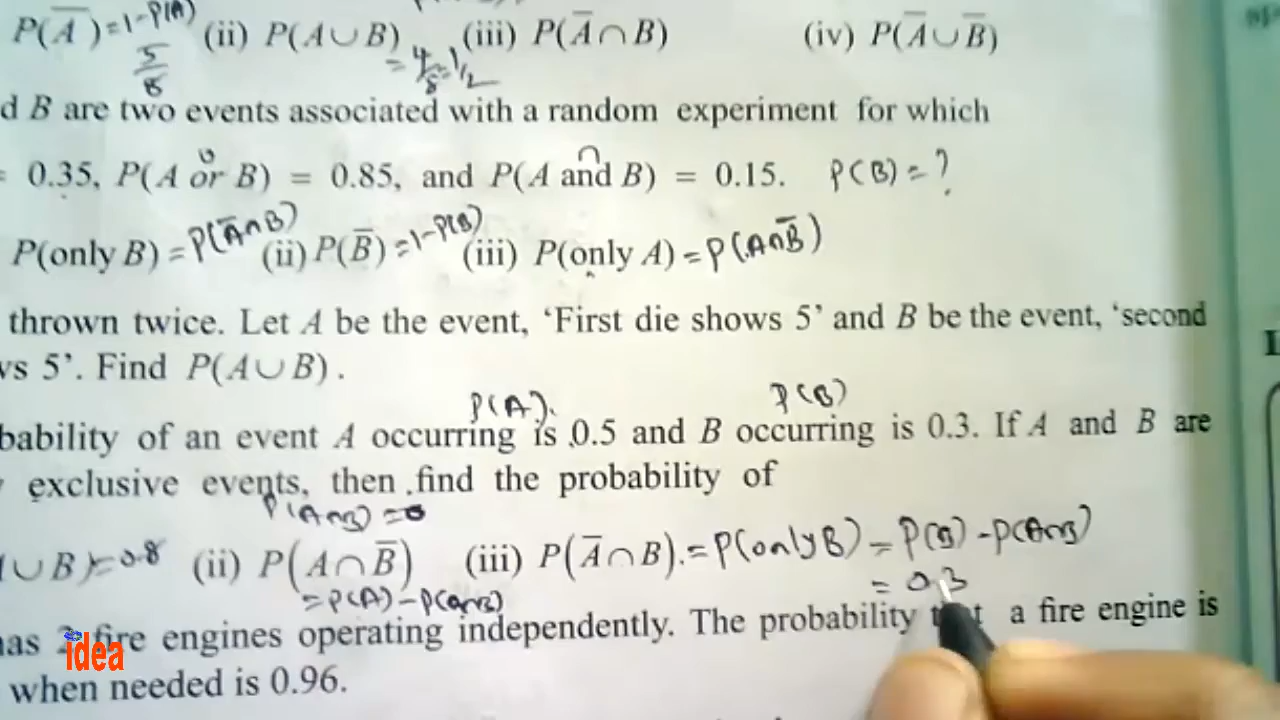 P(A̅) = 1 - P(A) (ii) P(A ∪ B) (iii) P(A̅ ∩ B) (iv) P(A̅ ∪ B̅)
5/8 = 4/8 = 1/2
d B are two events associated with a random experiment for which
∪ ∩
= 0.35, P(A or B) = 0.85, and P(A and B) = 0.15. P(B) = ?
P(only B) = P(A̅∩B) (ii) P(B̅) = 1-P(B) (iii) P(only A) = P(A∩B̅)
thrown twice. Let A be the event, ‘First die shows 5’ and B be the event, ‘second
ws 5’. Find P(A ∪ B).
P(A). P(B)
bability of an event A occurring is 0.5 and B occurring is 0.3. If A and B are
exclusive events, then find the probability of
P(A∩B) = 0
∪ B) = 0.8 (ii) P(A ∩ B̅) (iii) P(A̅ ∩ B). = P(only B) = P(B) - P(A∩B)
= P(A) - P(A∩B) = 0.3
has 2 fire engines operating independently. The probability that a fire engine is
idea
when needed is 0.96.